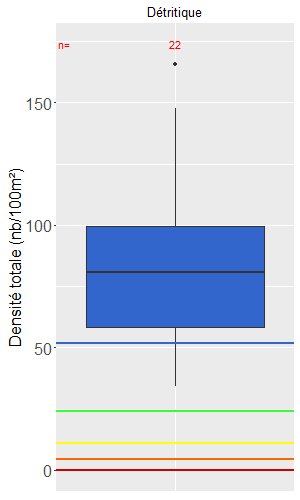 Détritique
n= 22
150
100
50
0
Densité totale (nb/100m²)